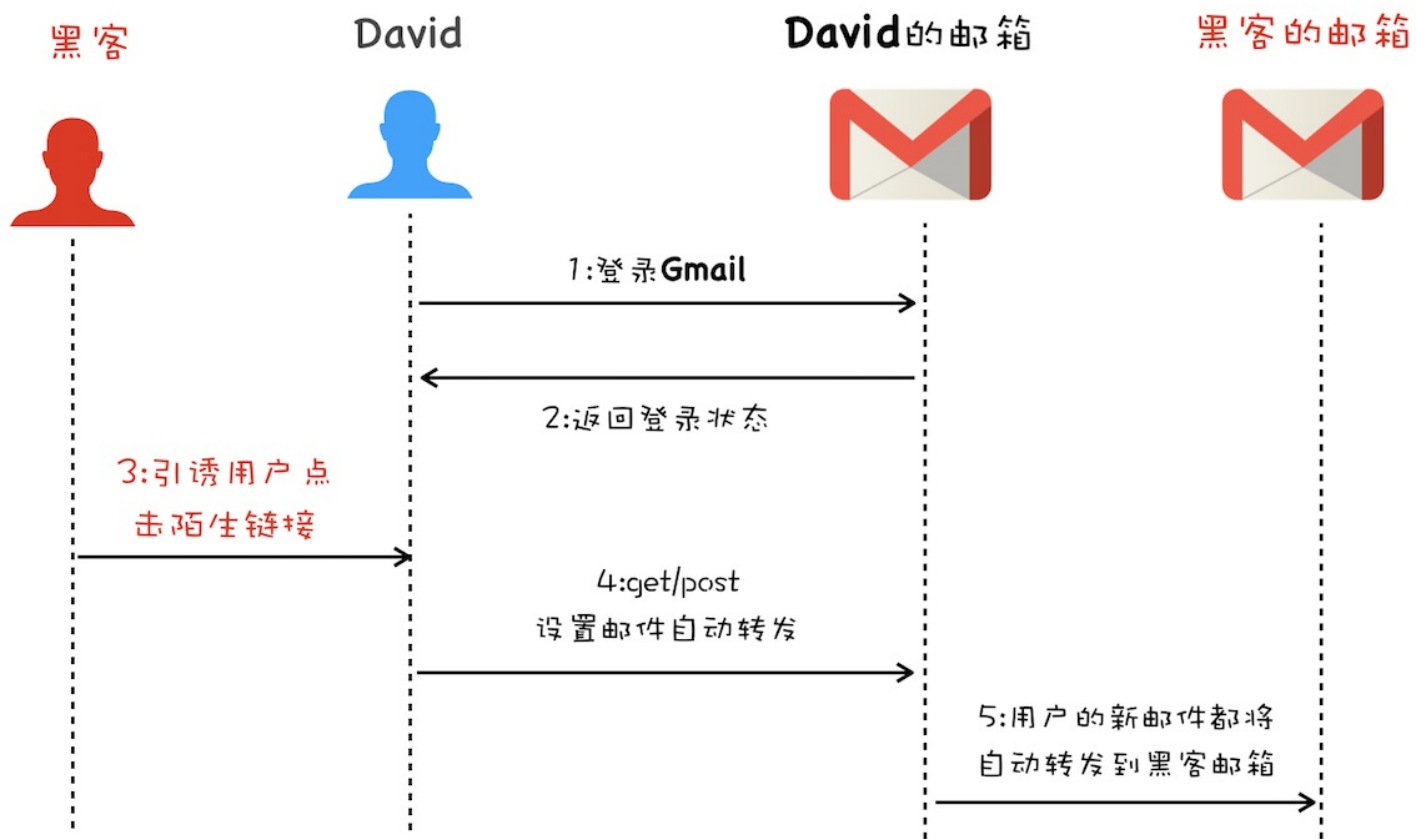 黑客
David
David的邮箱
黑客的邮箱
1:登录Gmail
2:返回登录状态
3:引诱用户点
击陌生链接
4:get/post
设置邮件自动转发
5:用户的新邮件都将
自动转发到黑客邮箱